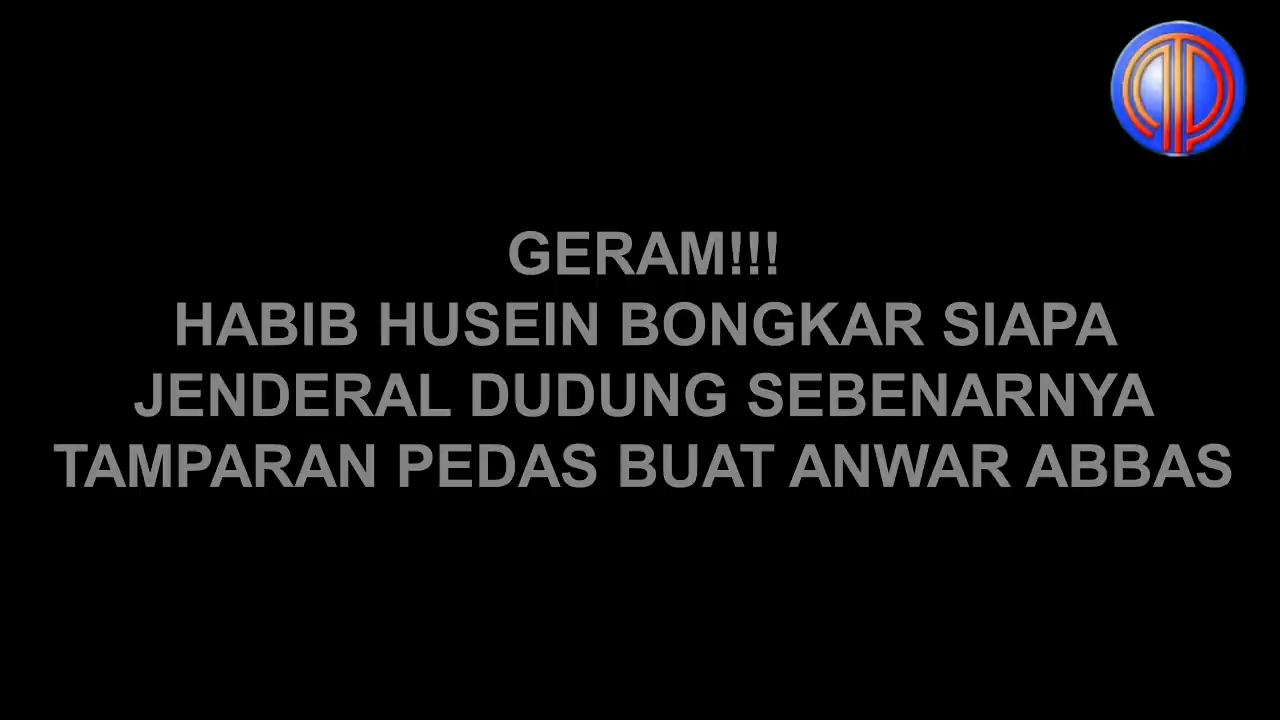 GERAM!!!
HABIB HUSEIN BONGKAR SIAPA
JENDERAL DUDUNG SEBENARNYA
TAMPARAN PEDAS BUAT ANWAR ABBAS